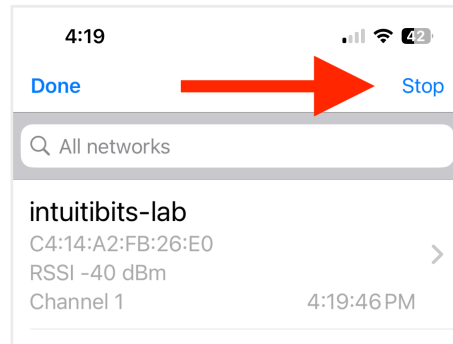 4:19
42
Done
Stop
All networks
intuitibits-lab
C4:14:A2:FB:26:E0
RSSI -40 dBm
Channel 1
4:19:46 PM